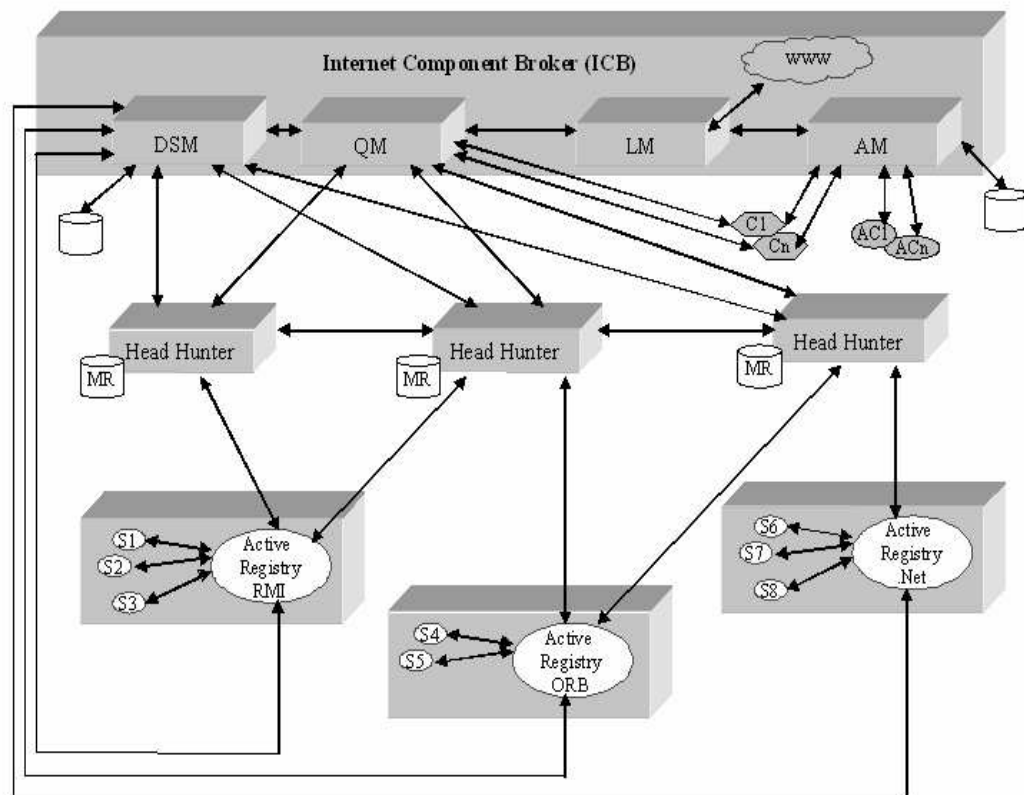 WWW
Internet Component Broker (ICB)
DSM
QM
LM
AM
C1
Cn
AC1
ACn
Head Hunter
MR
Head Hunter
MR
Head Hunter
MR
S1
S2
S3
Active
Registry
RMI
S4
S5
Active
Registry
ORB
S6
S7
S8
Active
Registry
.Net